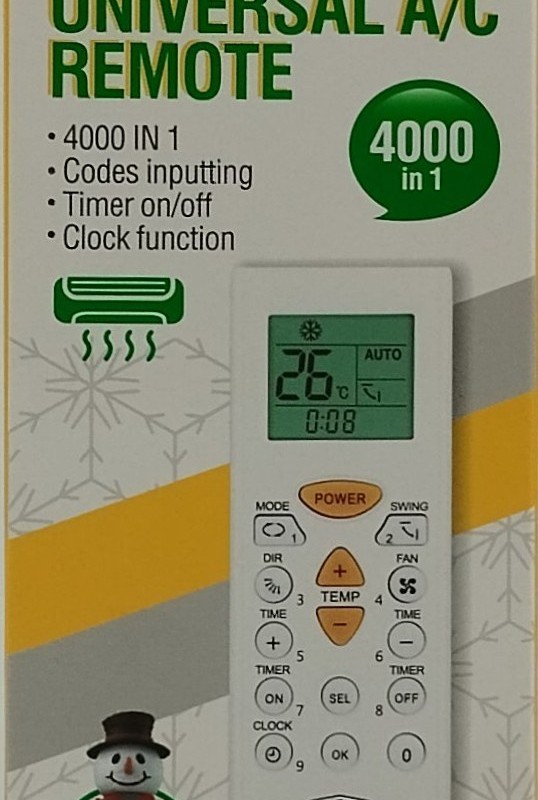 UNIVERSAL A/C
REMOTE
• 4000 IN 1
• Codes inputting
• Timer on/off
• Clock function
4000
in 1
26 °C AUTO
0:08
POWER
MODE SWING
1 2
DIR FAN
+
3 TEMP 4
−
TIME TIME
+ 5 6 −
TIMER TIMER
ON 7 SEL 8 OFF
CLOCK
9 OK 0